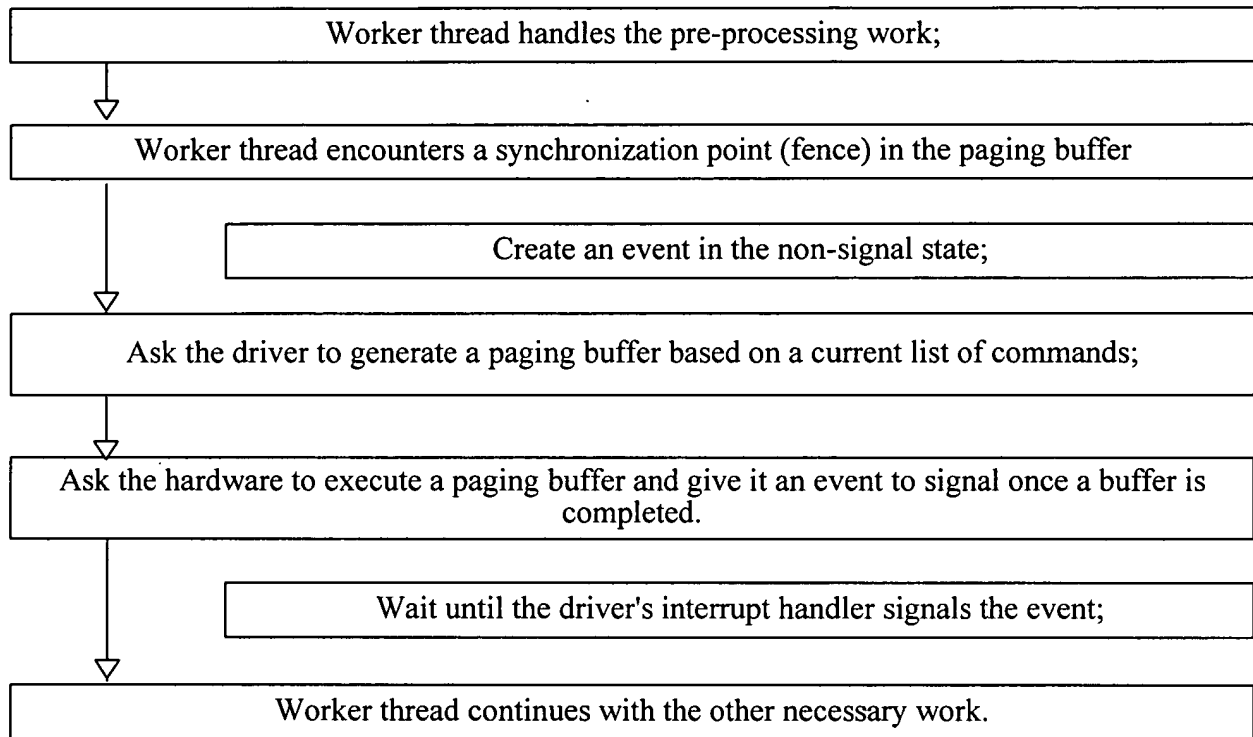 Worker thread handles the pre-processing work;
Worker thread encounters a synchronization point (fence) in the paging buffer
Create an event in the non-signal state;
Ask the driver to generate a paging buffer based on a current list of commands;
Ask the hardware to execute a paging buffer and give it an event to signal once a buffer is
completed.
Wait until the driver's interrupt handler signals the event;
Worker thread continues with the other necessary work.